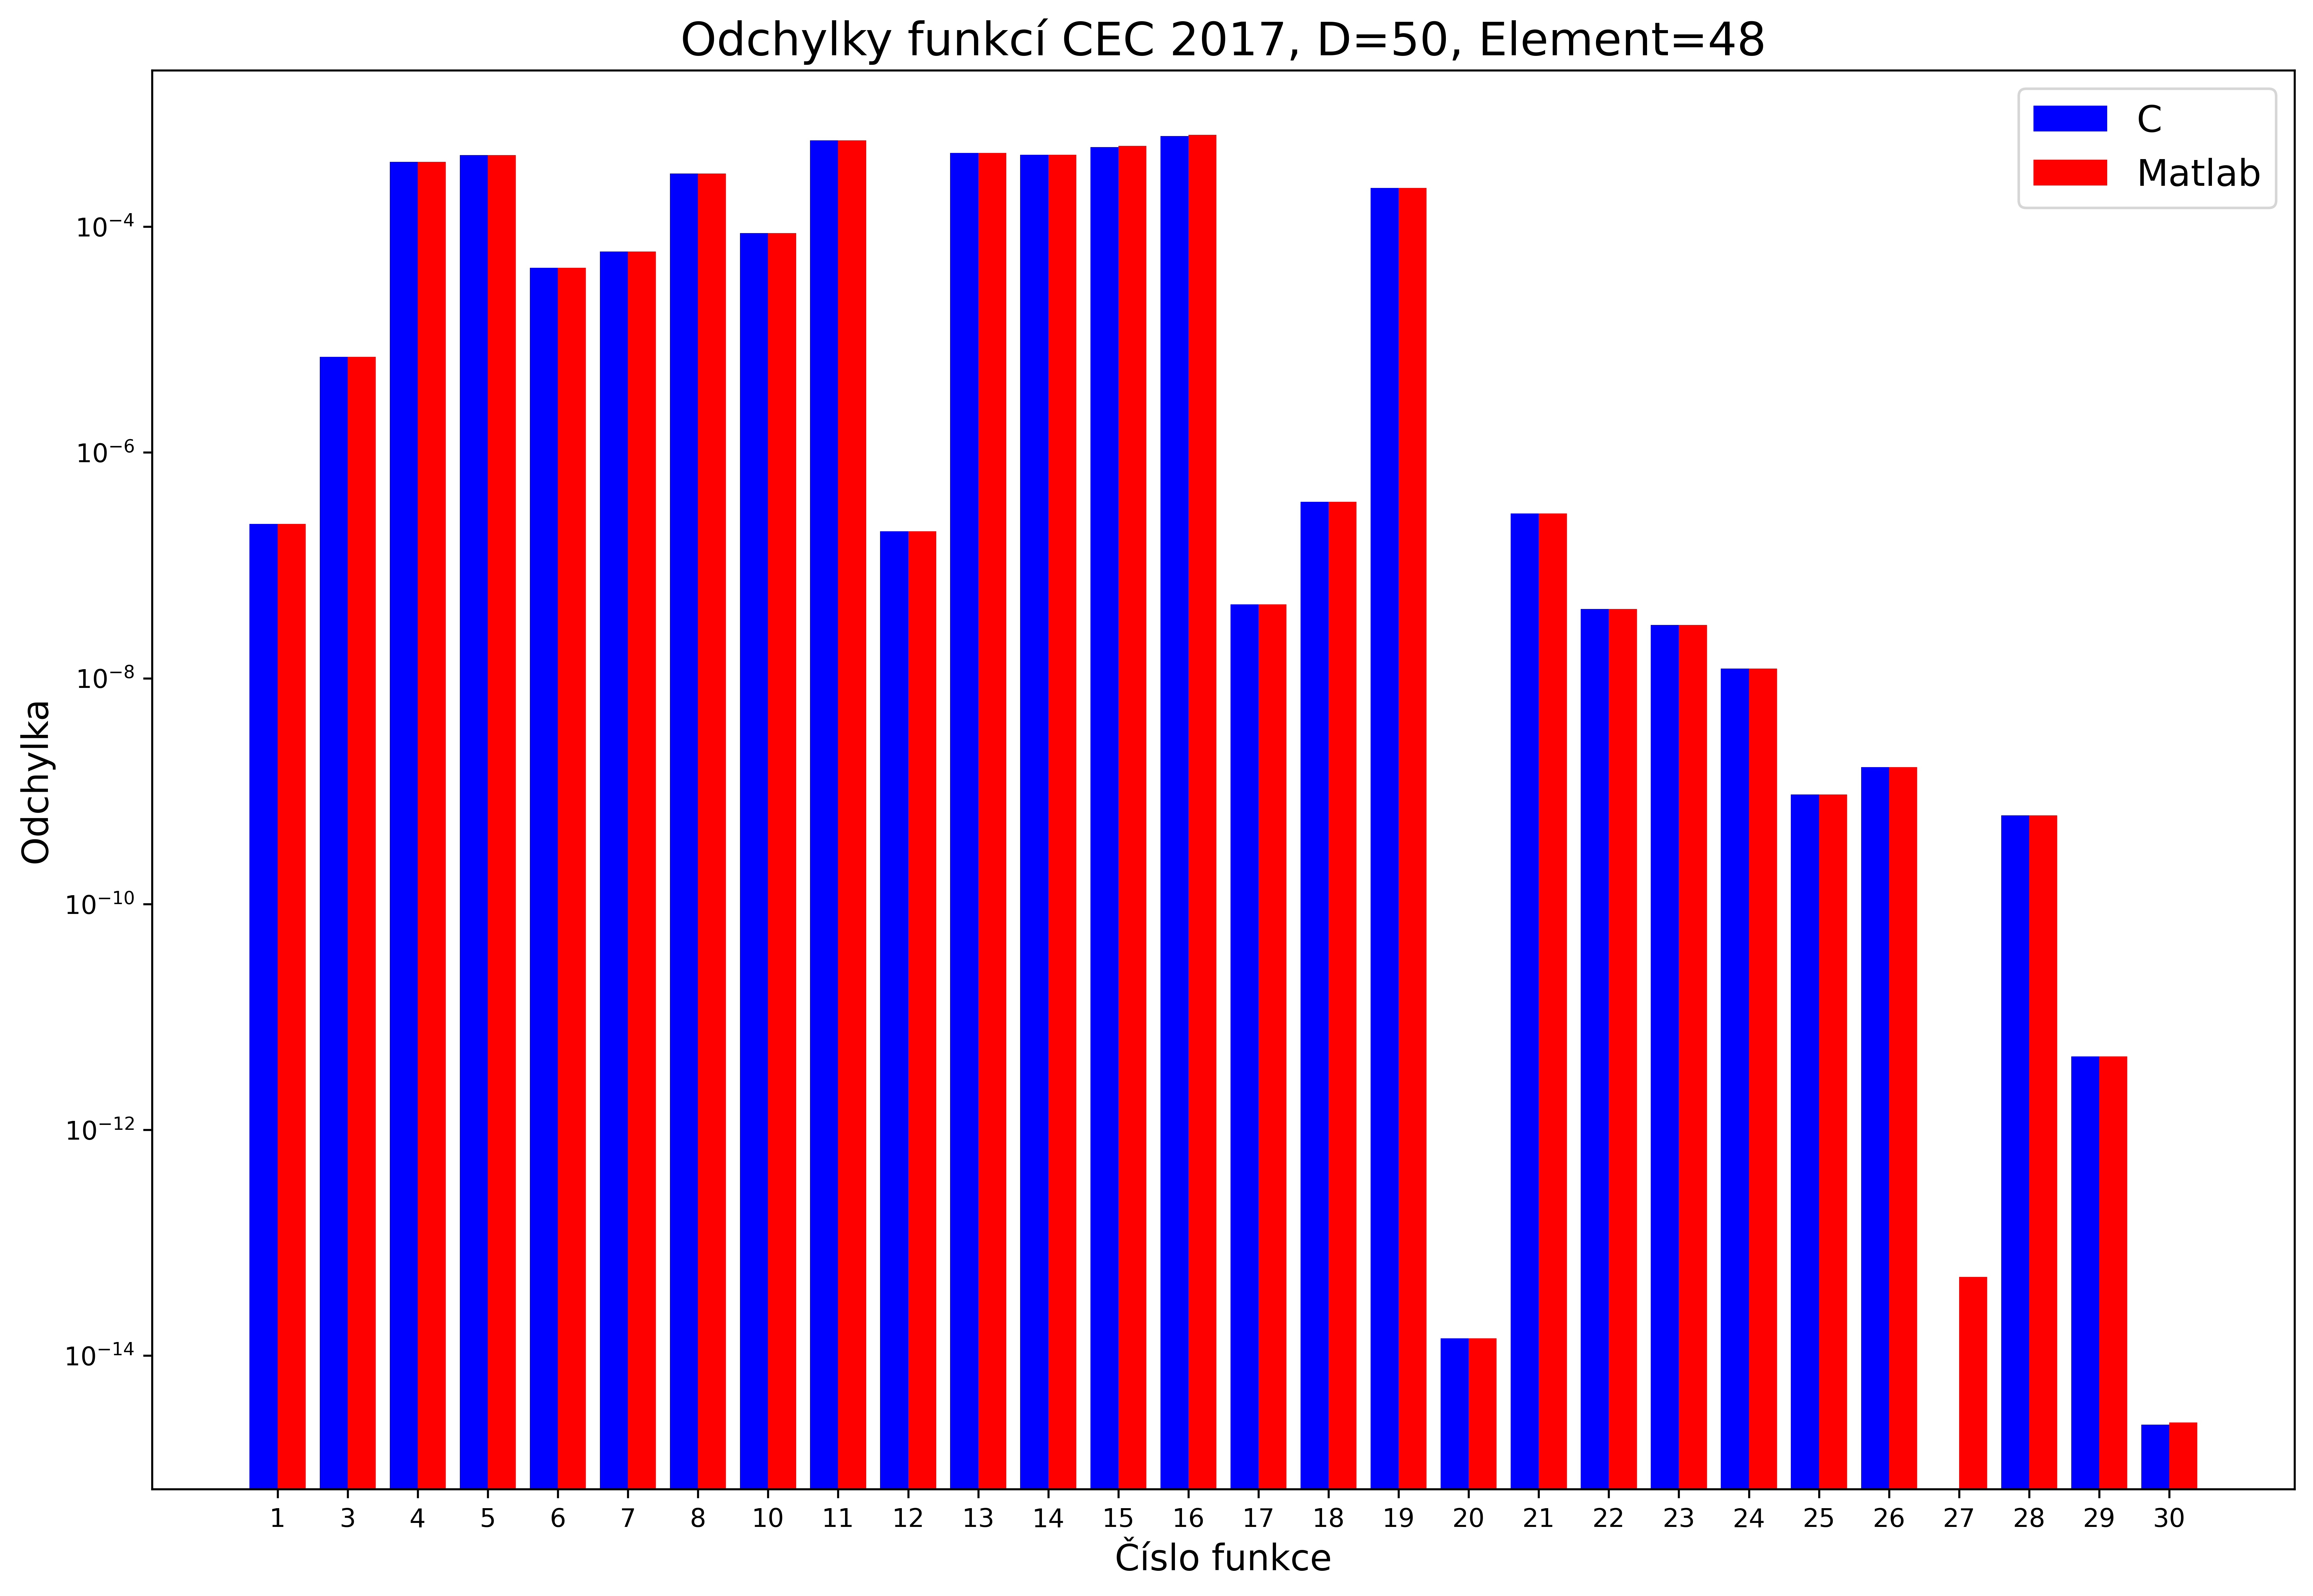 Odchylky funkcí CEC 2017, D=50, Element=48
C
Matlab
10⁻⁴
10⁻⁶
10⁻⁸
10⁻¹⁰
10⁻¹²
10⁻¹⁴
Odchylka
1 3 4 5 6 7 8 10 11 12 13 14 15 16 17 18 19 20 21 22 23 24 25 26 27 28 29 30
Číslo funkce